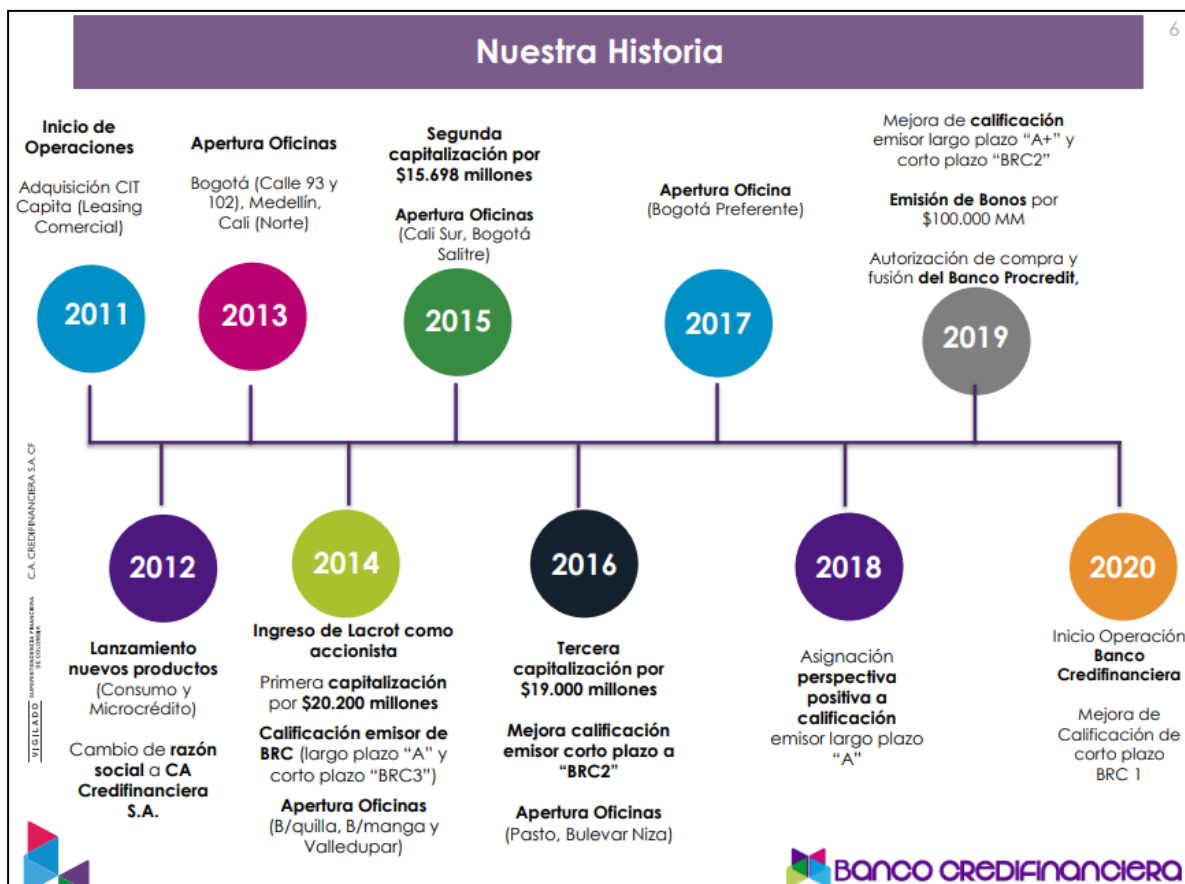 6
Nuestra Historia
Inicio de
Operaciones
Adquisición CIT
Capita (Leasing
Comercial)
2011
Apertura Oficinas
Bogotá (Calle 93 y
102), Medellín,
Cali (Norte)
2013
Segunda
capitalización por
$15.698 millones
Apertura Oficinas
(Cali Sur, Bogotá
Salitre)
2015
Apertura Oficina
(Bogotá Preferente)
2017
Mejora de calificación
emisor largo plazo “A+” y
corto plazo “BRC2”
Emisión de Bonos por
$100.000 MM
Autorización de compra y
fusión del Banco Procredit,
2019
2012
Lanzamiento
nuevos productos
(Consumo y
Microcrédito)
Cambio de razón
social a CA
Credifinanciera
S.A.
2014
Ingreso de Lacrot como
accionista
Primera capitalización
por $20.200 millones
Calificación emisor de
BRC (largo plazo “A” y
corto plazo “BRC3”)
Apertura Oficinas
(B/quilla, B/manga y
Valledupar)
2016
Tercera
capitalización por
$19.000 millones
Mejora calificación
emisor corto plazo a
“BRC2”
Apertura Oficinas
(Pasto, Bulevar Niza)
2018
Asignación
perspectiva
positiva a
calificación
emisor largo plazo
“A”
2020
Inicio Operación
Banco
Credifinanciera
Mejora de
Calificación de
corto plazo
BRC 1
VIGILADO SUPERINTENDENCIA FINANCIERA
DE COLOMBIA
C.A. CREDIFINANCIERA S.A. CF
BANCO CREDIFINANCIERA